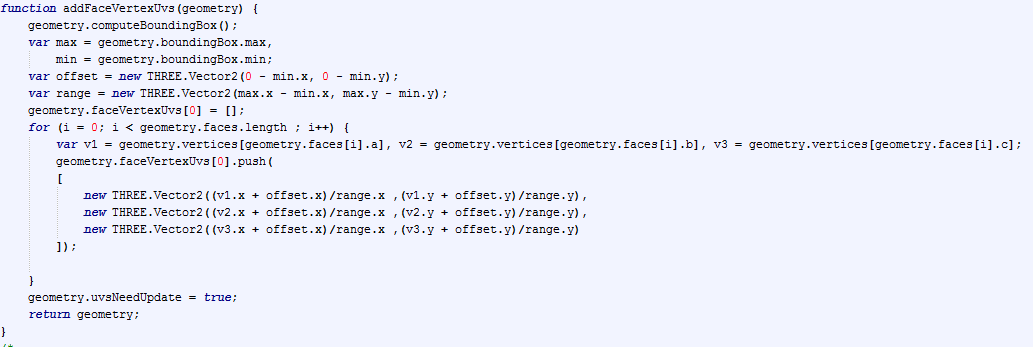 function addFaceVertexUvs(geometry) {
geometry.computeBoundingBox();
var max = geometry.boundingBox.max,
min = geometry.boundingBox.min;
var offset = new THREE.Vector2(0 - min.x, 0 - min.y);
var range = new THREE.Vector2(max.x - min.x, max.y - min.y);
geometry.faceVertexUvs[0] = [];
for (i = 0; i < geometry.faces.length ; i++) {
var v1 = geometry.vertices[geometry.faces[i].a], v2 = geometry.vertices[geometry.faces[i].b], v3 = geometry.vertices[geometry.faces[i].c];
geometry.faceVertexUvs[0].push(
[
new THREE.Vector2((v1.x + offset.x)/range.x ,(v1.y + offset.y)/range.y),
new THREE.Vector2((v2.x + offset.x)/range.x ,(v2.y + offset.y)/range.y),
new THREE.Vector2((v3.x + offset.x)/range.x ,(v3.y + offset.y)/range.y)
]);
}
geometry.uvsNeedUpdate = true;
return geometry;
}